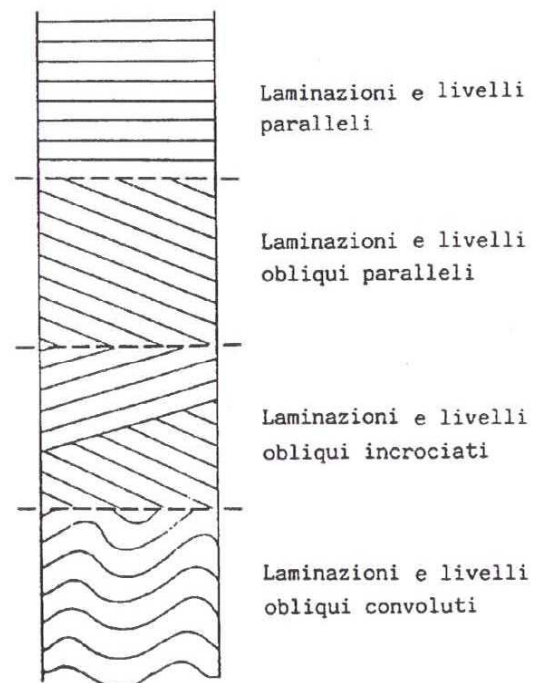 Laminazioni e livelli
paralleli
Laminazioni e livelli
obliqui paralleli
Laminazioni e livelli
obliqui incrociati
Laminazioni e livelli
obliqui convoluti